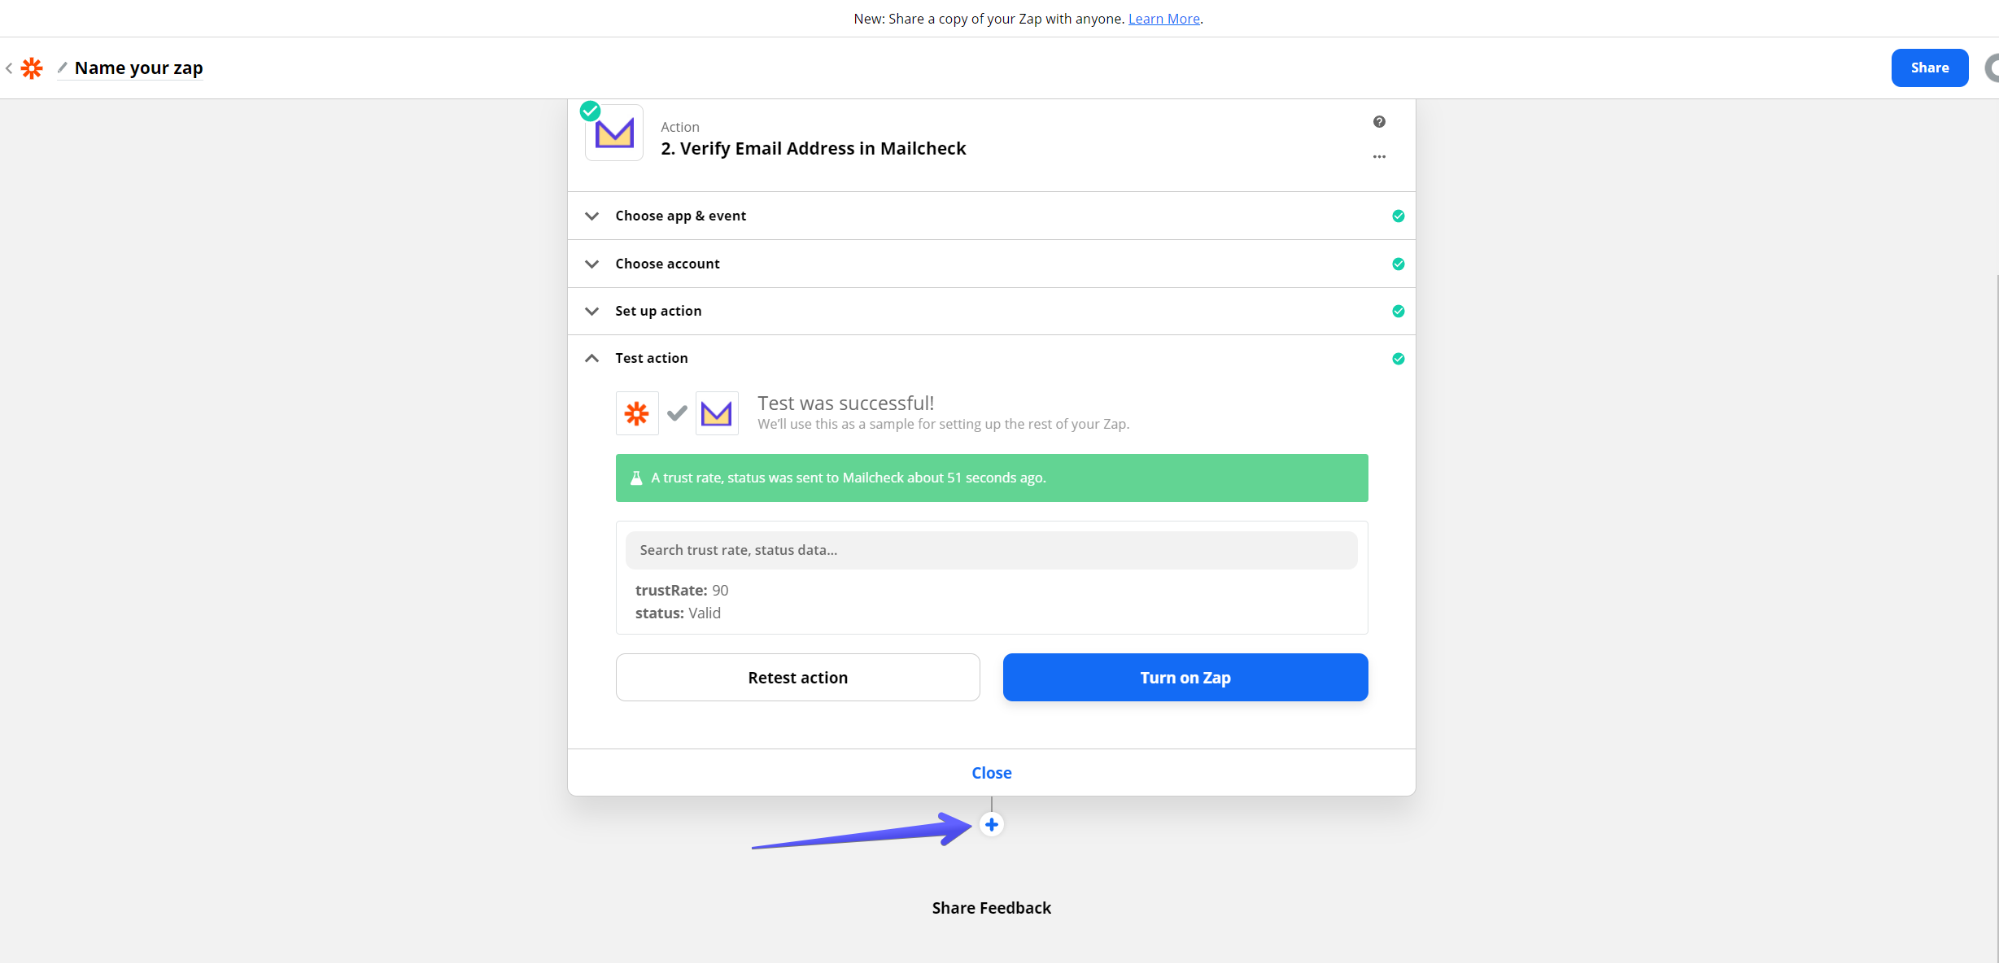 New: Share a copy of your Zap with anyone. Learn More.
Name your zap
Share
Action
2. Verify Email Address in Mailcheck
Choose app & event
Choose account
Set up action
Test action
Test was successful!
We'll use this as a sample for setting up the rest of your Zap.
A trust rate, status was sent to Mailcheck about 51 seconds ago.
Search trust rate, status data...
trustRate: 90
status: Valid
Retest action
Turn on Zap
Close
Share Feedback